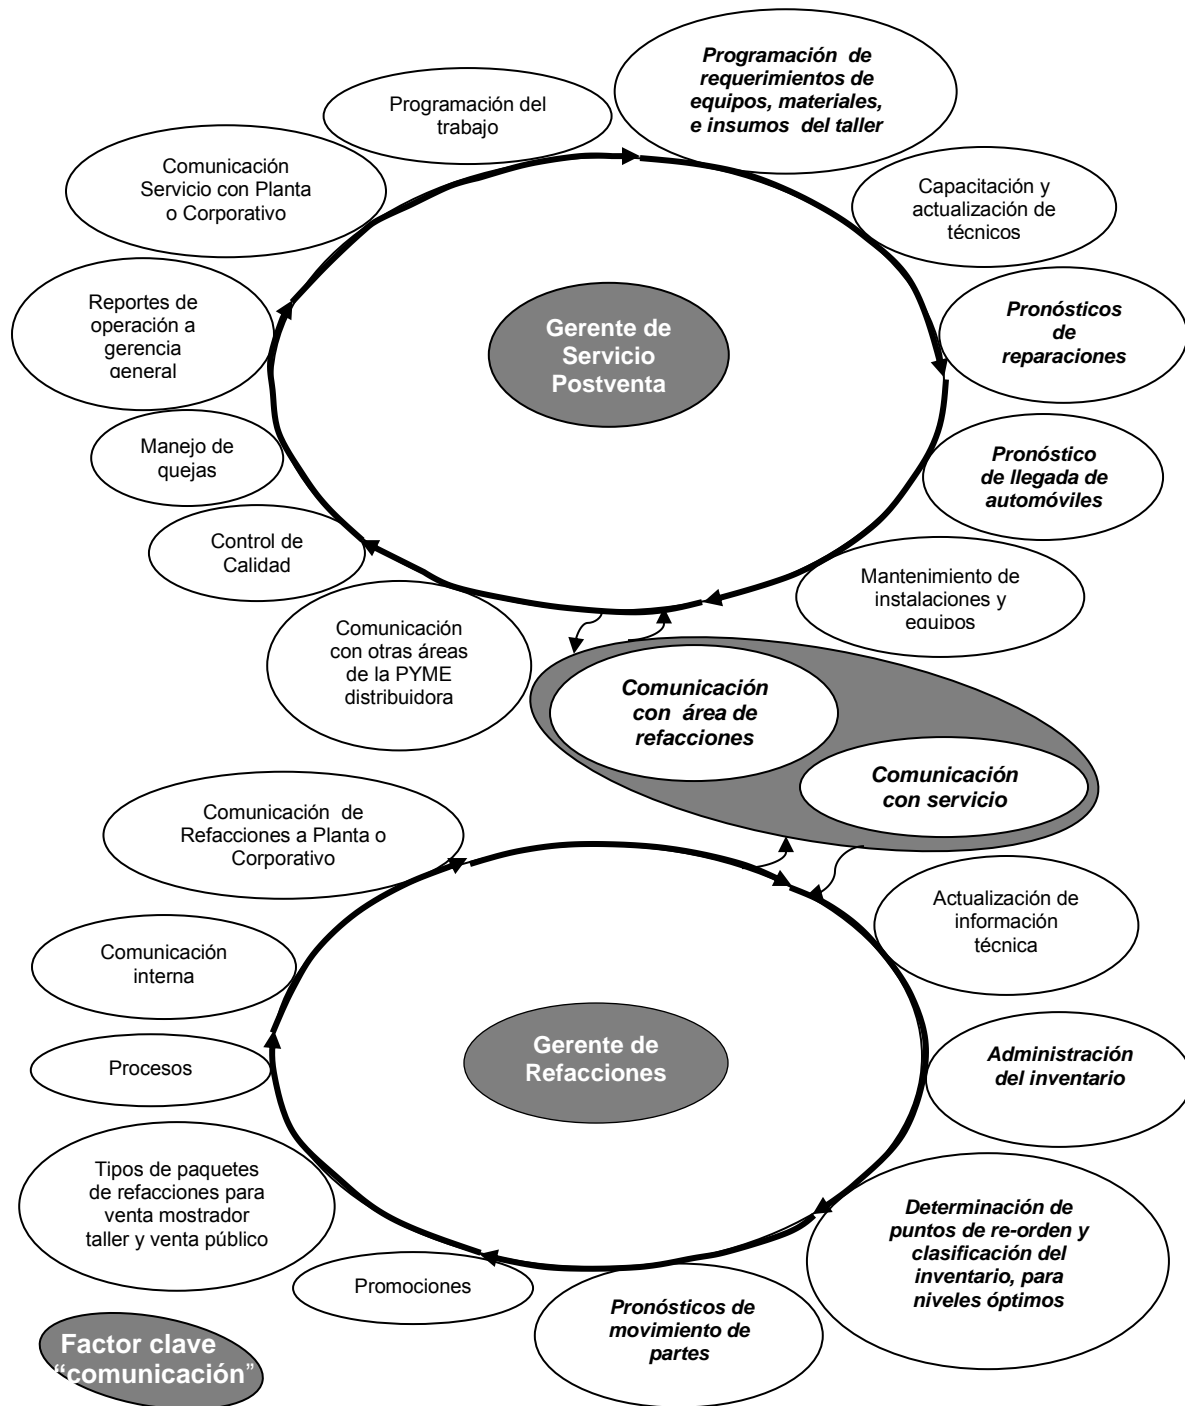 Programación de
requerimientos de
equipos, materiales,
e insumos del taller
Programación del
trabajo
Comunicación
Servicio con Planta
o Corporativo
Capacitación y
actualización de
técnicos
Reportes de
operación a
gerencia
general
Gerente de
Servicio
Postventa
Pronósticos
de
reparaciones
Manejo de
quejas
Pronóstico
de llegada de
automóviles
Control de
Calidad
Mantenimiento de
instalaciones y
equipos
Comunicación
con otras áreas
de la PYME
distribuidora
Comunicación
con área de
refacciones
Comunicación
con servicio
Comunicación de
Refacciones a Planta o
Corporativo
Actualización de
información
técnica
Comunicación
interna
Gerente de
Refacciones
Administración
del inventario
Procesos
Tipos de paquetes
de refacciones para
venta mostrador
taller y venta público
Determinación de
puntos de re-orden y
clasificación del
inventario, para
niveles óptimos
Promociones
Pronósticos de
movimiento de
partes
Factor clave
“comunicación”